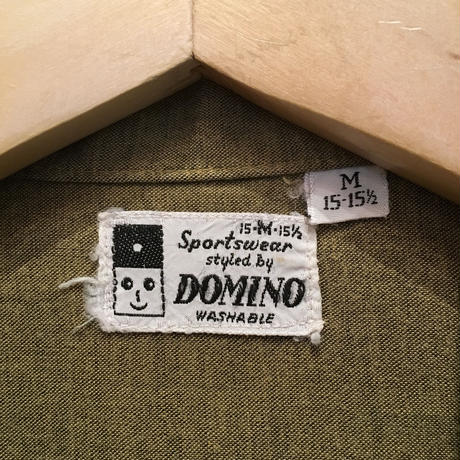 M
15-15½
15-M-15½
Sportswear
styled by
DOMINO
WASHABLE